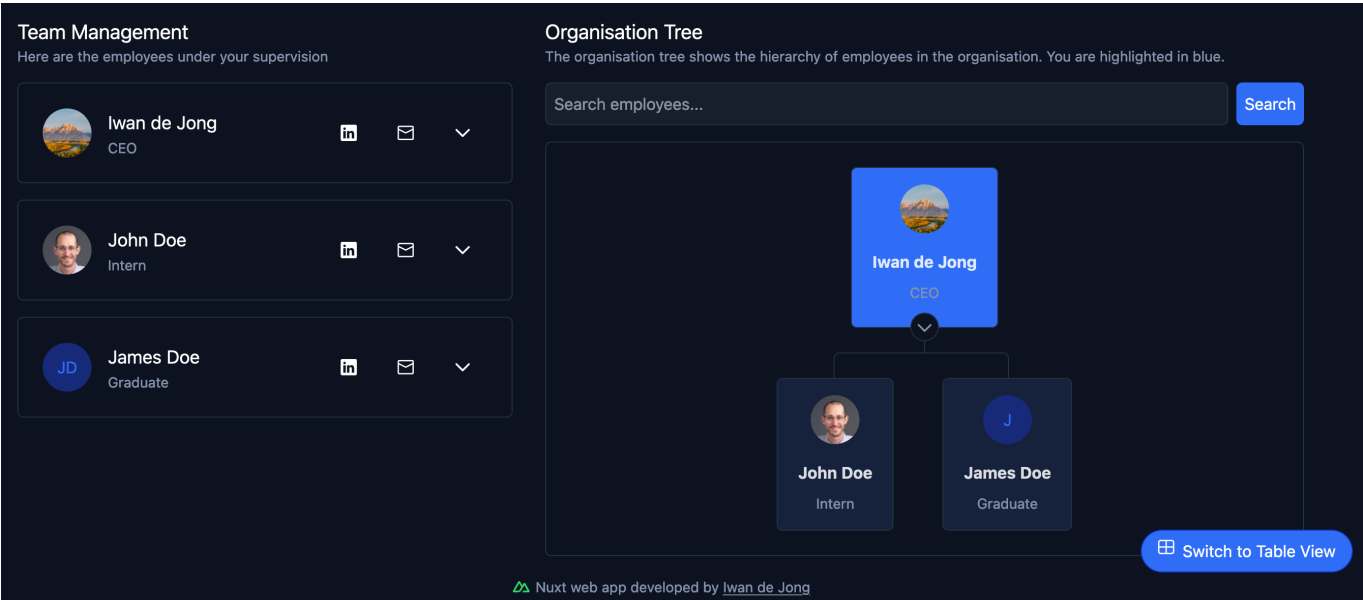 Team Management
Here are the employees under your supervision
Iwan de Jong
CEO
John Doe
Intern
JD
James Doe
Graduate
Organisation Tree
The organisation tree shows the hierarchy of employees in the organisation. You are highlighted in blue.
Search employees...
Search
Iwan de Jong
CEO
John Doe
Intern
J
James Doe
Graduate
Switch to Table View
Nuxt web app developed by Iwan de Jong